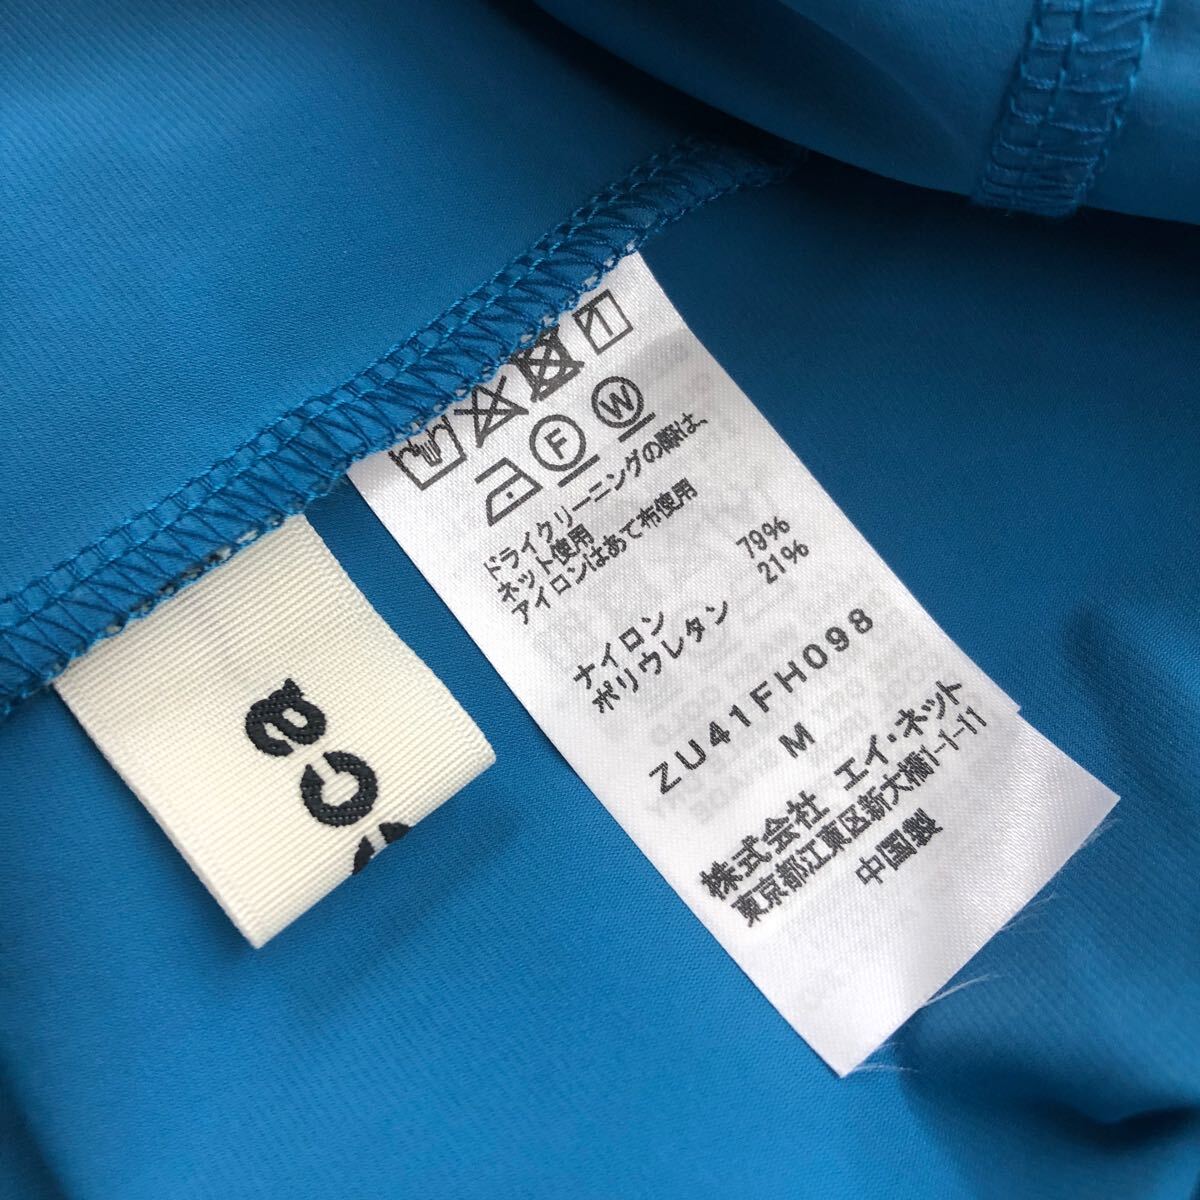 F W
ドライクリーニングの際は、
ネット使用
アイロンはあて布使用
ナイロン 79%
ポリウレタン 21%
ZU41FH098
M
株式会社 エイ・ネット
東京都江東区新大橋1-1-11
中国製
ca